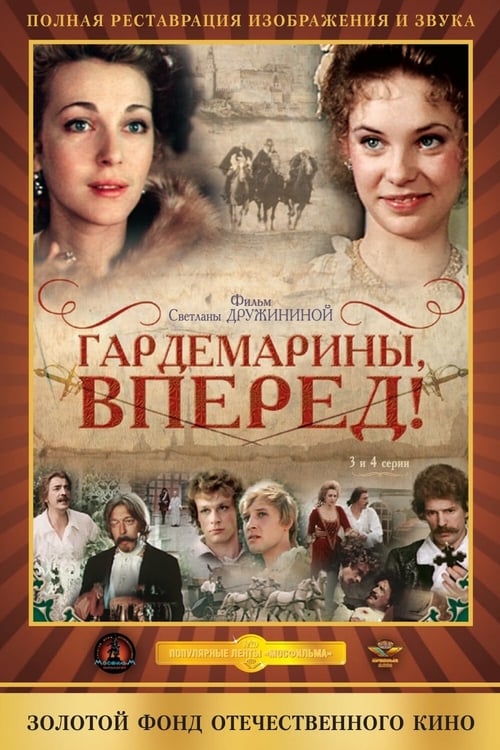 ПОЛНАЯ РЕСТАВРАЦИЯ ИЗОБРАЖЕНИЯ И ЗВУКА
Фильм
Светланы ДРУЖИНИНОЙ
ГАРДЕМАРИНЫ,
ВПЕРЕД!
3 и 4 серии
МОСФИЛЬМ
ПОПУЛЯРНЫЕ ЛЕНТЫ «МОСФИЛЬМА»
ЗОЛОТОЙ ФОНД ОТЕЧЕСТВЕННОГО КИНО